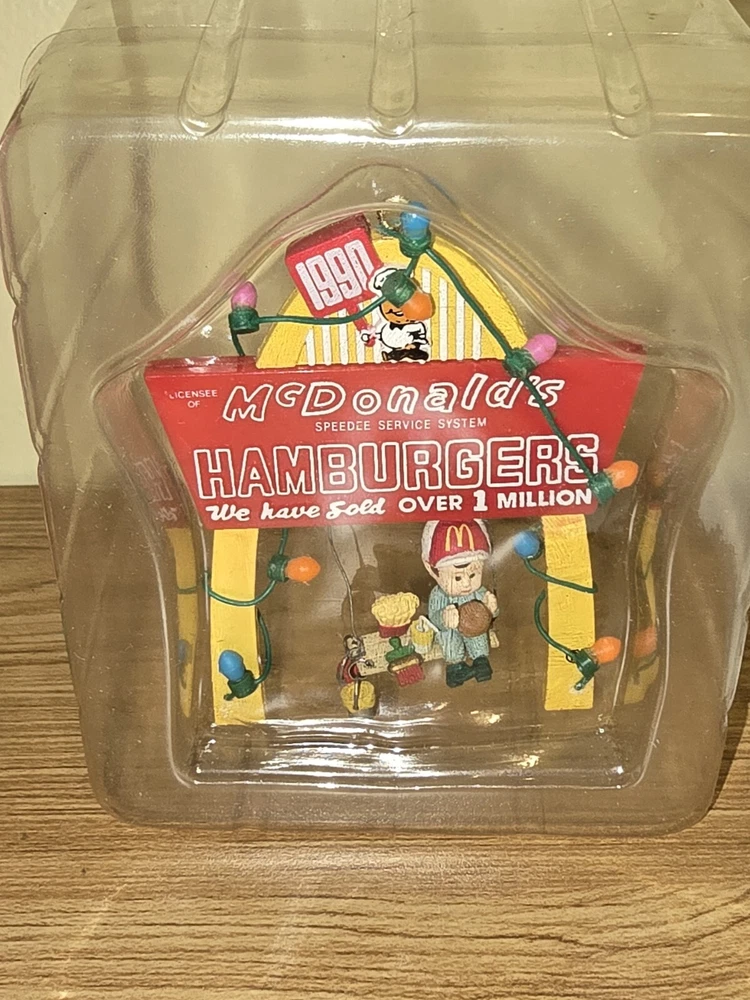 1990
LICENSEE
OF
McDonald's
SPEEDEE SERVICE SYSTEM
HAMBURGERS
We have Sold OVER 1 MILLION
M